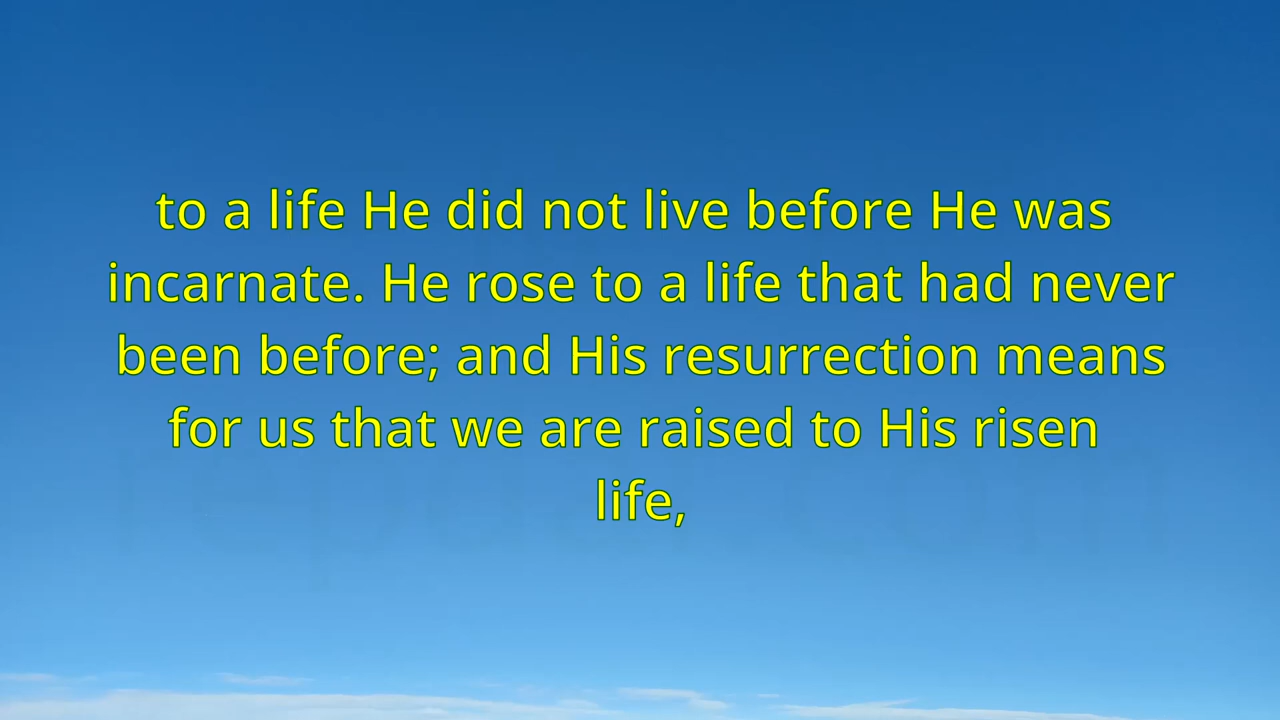 to a life He did not live before He was
incarnate. He rose to a life that had never
been before; and His resurrection means
for us that we are raised to His risen
life,